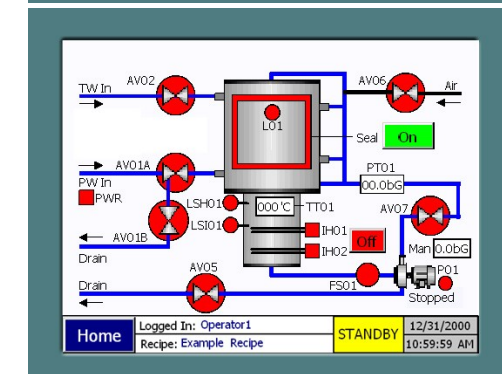 TW In
AV02
AV06
Air
L01
Seal
On
AV01A
PW In
PWR
PT01
00.0bG
LSH01
000 'C
TT01
AV07
LSI01
IH01
Off
IH02
AV01B
Drain
Man 0.0bG
AV05
FS01
P01
Drain
Stopped
Home
Logged In: Operator1
STANDBY
12/31/2000
Recipe: Example Recipe
10:59:59 AM